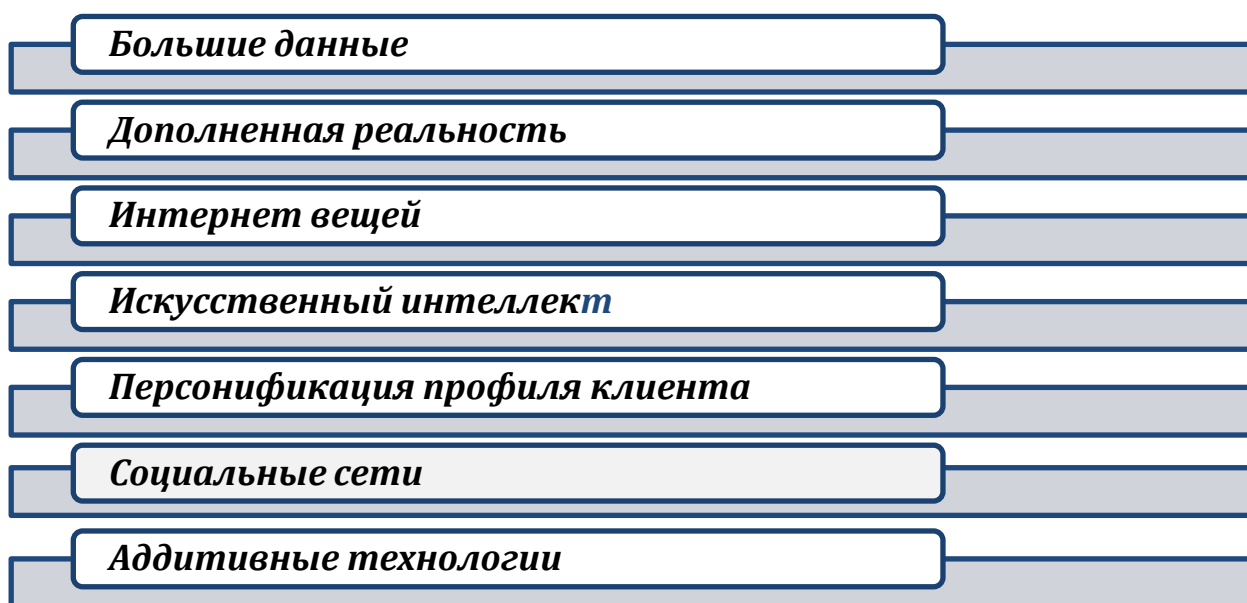 Большие данные
Дополненная реальность
Интернет вещей
Искусственный интеллект
Персонификация профиля клиента
Социальные сети
Аддитивные технологии